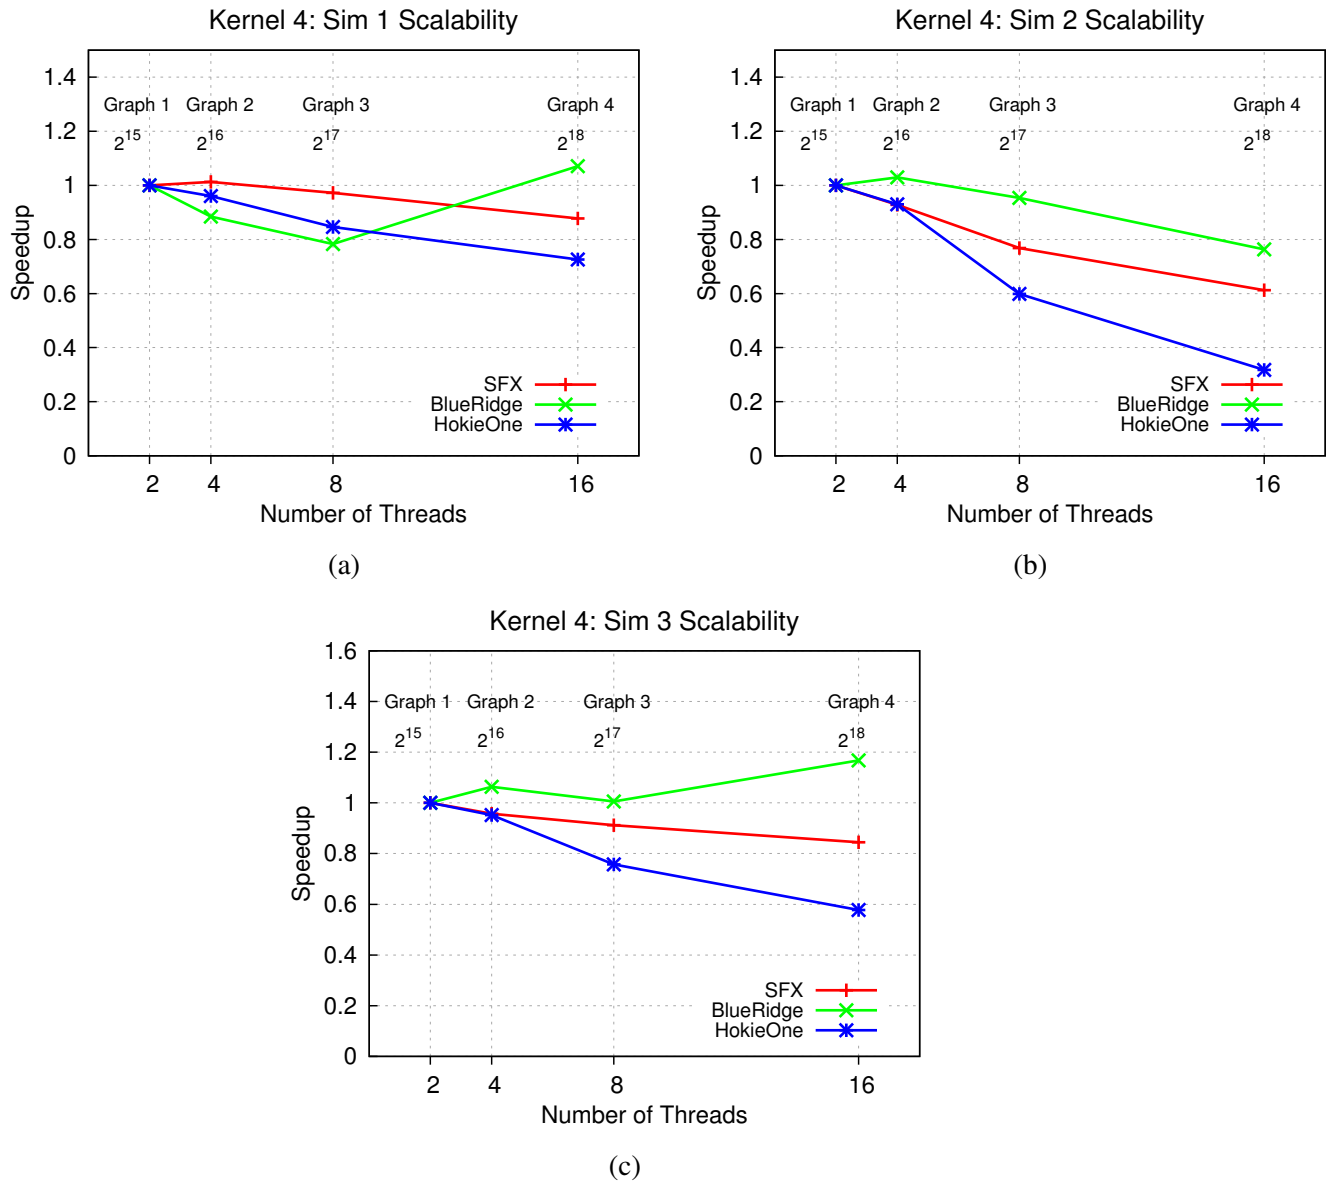 Kernel 4: Sim 1 Scalability
1.4
1.2
1
0.8
0.6
0.4
0.2
0
Speedup
Graph 1 Graph 2 Graph 3 Graph 4
2^15 2^16 2^17 2^18
SFX
BlueRidge
HokieOne
2 4 8 16
Number of Threads
(a)
Kernel 4: Sim 2 Scalability
1.4
1.2
1
0.8
0.6
0.4
0.2
0
Speedup
Graph 1 Graph 2 Graph 3 Graph 4
2^15 2^16 2^17 2^18
SFX
BlueRidge
HokieOne
2 4 8 16
Number of Threads
(b)
Kernel 4: Sim 3 Scalability
1.6
1.4
1.2
1
0.8
0.6
0.4
0.2
0
Speedup
Graph 1 Graph 2 Graph 3 Graph 4
2^15 2^16 2^17 2^18
SFX
BlueRidge
HokieOne
2 4 8 16
Number of Threads
(c)